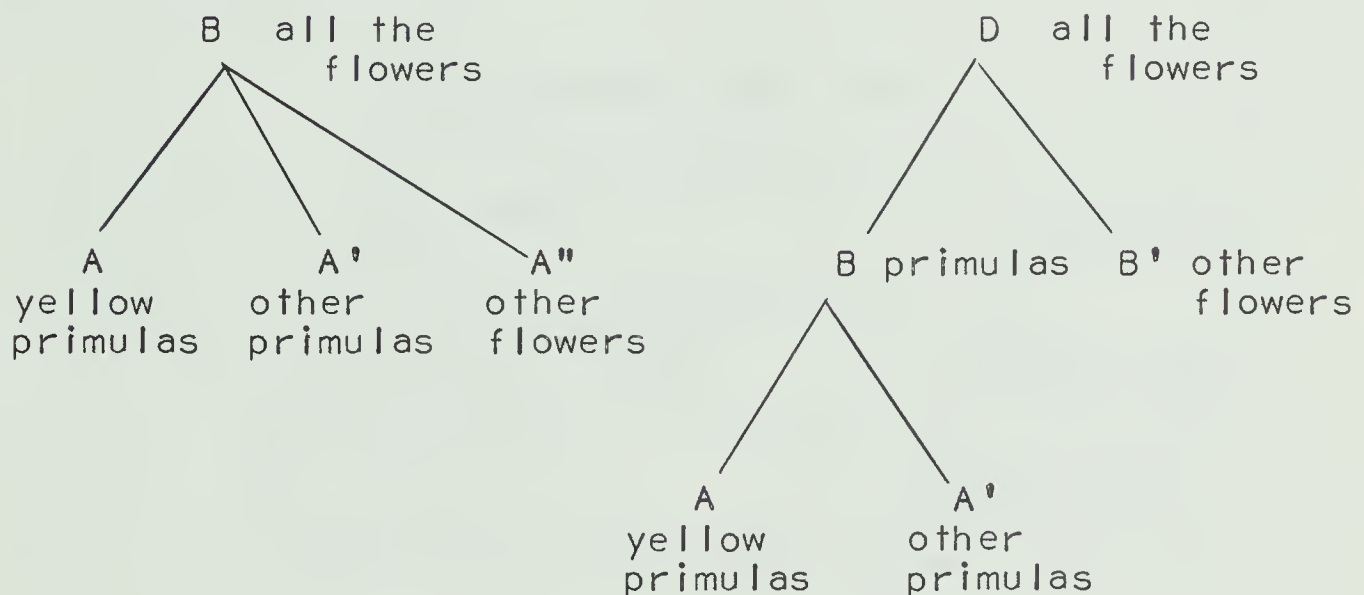 B all the
flowers
A
yellow
primulas
A'
other
primulas
A"
other
flowers
D all the
flowers
B primulas
B' other
flowers
A
yellow
primulas
A'
other
primulas